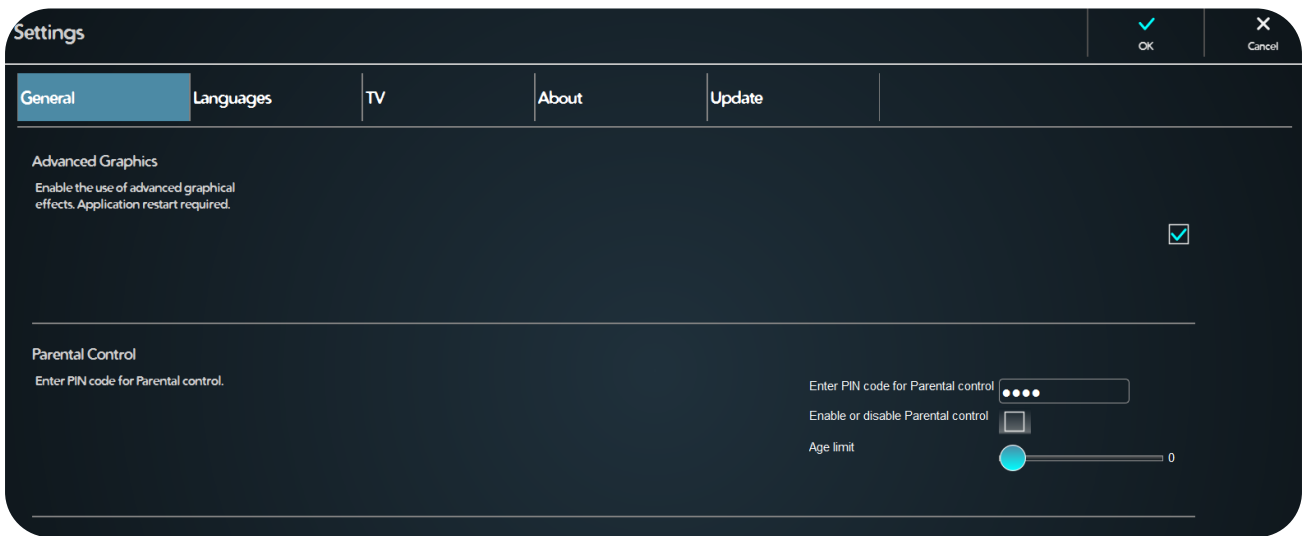 Settings
OK
Cancel
General
Languages
TV
About
Update
Advanced Graphics
Enable the use of advanced graphical
effects. Application restart required.
Parental Control
Enter PIN code for Parental control.
Enter PIN code for Parental control
Enable or disable Parental control
Age limit
0